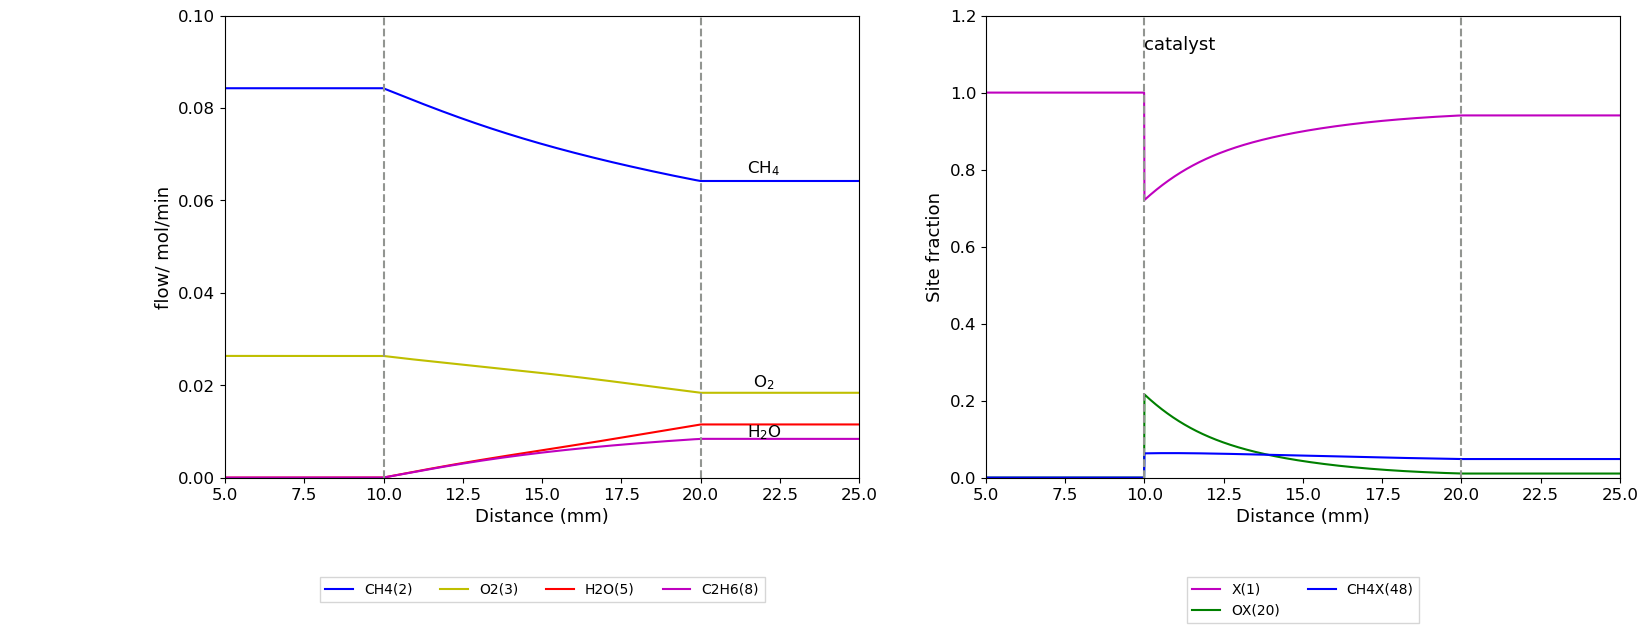 0.10
0.08
0.06
0.04
0.02
0.00
flow/ mol/min
CH₄
O₂
H₂O
5.0 7.5 10.0 12.5 15.0 17.5 20.0 22.5 25.0
Distance (mm)
CH4(2) O2(3) H2O(5) C2H6(8)
1.2
1.0
0.8
0.6
0.4
0.2
0.0
Site fraction
catalyst
5.0 7.5 10.0 12.5 15.0 17.5 20.0 22.5 25.0
Distance (mm)
X(1) CH4X(48)
OX(20)